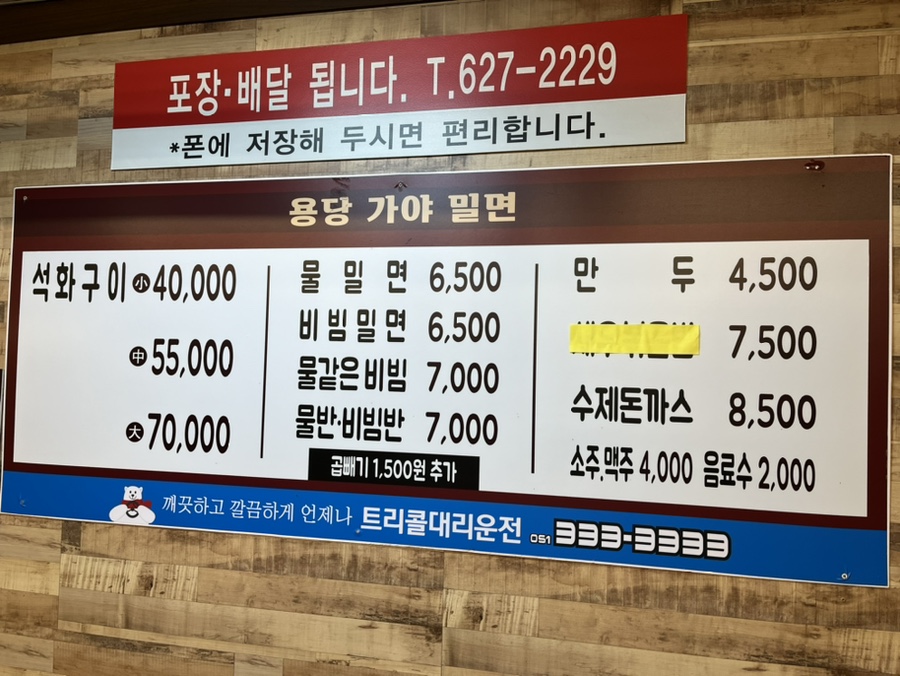 포장·배달 됩니다. T.627-2229
*폰에 저장해 두시면 편리합니다.
용당 가야 밀면
석화구이 小 40,000
中 55,000
大 70,000
물밀면 6,500
비빔밀면 6,500
물같은비빔 7,000
물반·비빔반 7,000
곱빼기 1,500원 추가
만두 4,500
7,500
수제돈까스 8,500
소주.맥주 4,000 음료수 2,000
깨끗하고 깔끔하게 언제나 트리콜대리운전 051 333-3333